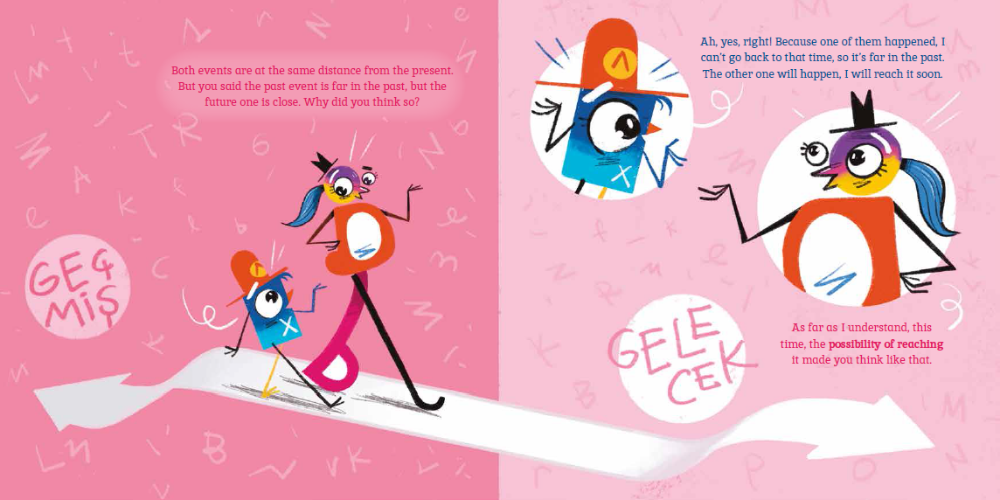 Both events are at the same distance from the present.
But you said the past event is far in the past, but the
future one is close. Why did you think so?
GEÇ
MİŞ
Ah, yes, right! Because one of them happened, I
can't go back to that time, so it's far in the past.
The other one will happen, I will reach it soon.
GELE
CEK
As far as I understand, this
time, the possibility of reaching
it made you think like that.